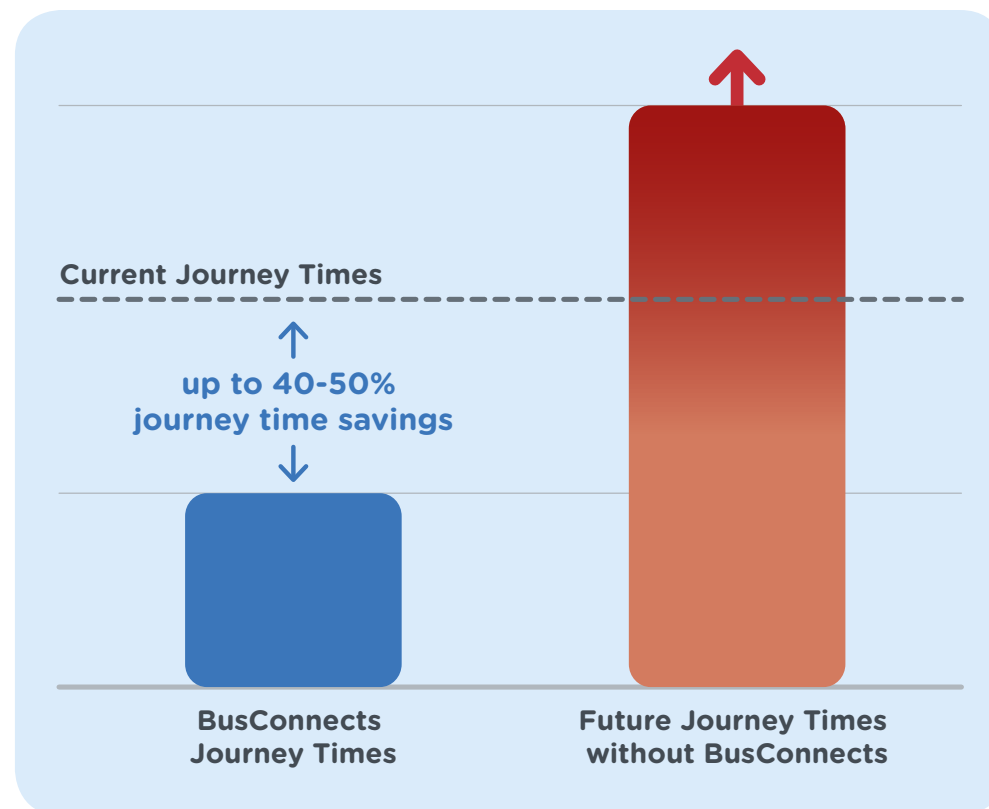 Current Journey Times
up to 40-50%
journey time savings
BusConnects
Journey Times
Future Journey Times
without BusConnects